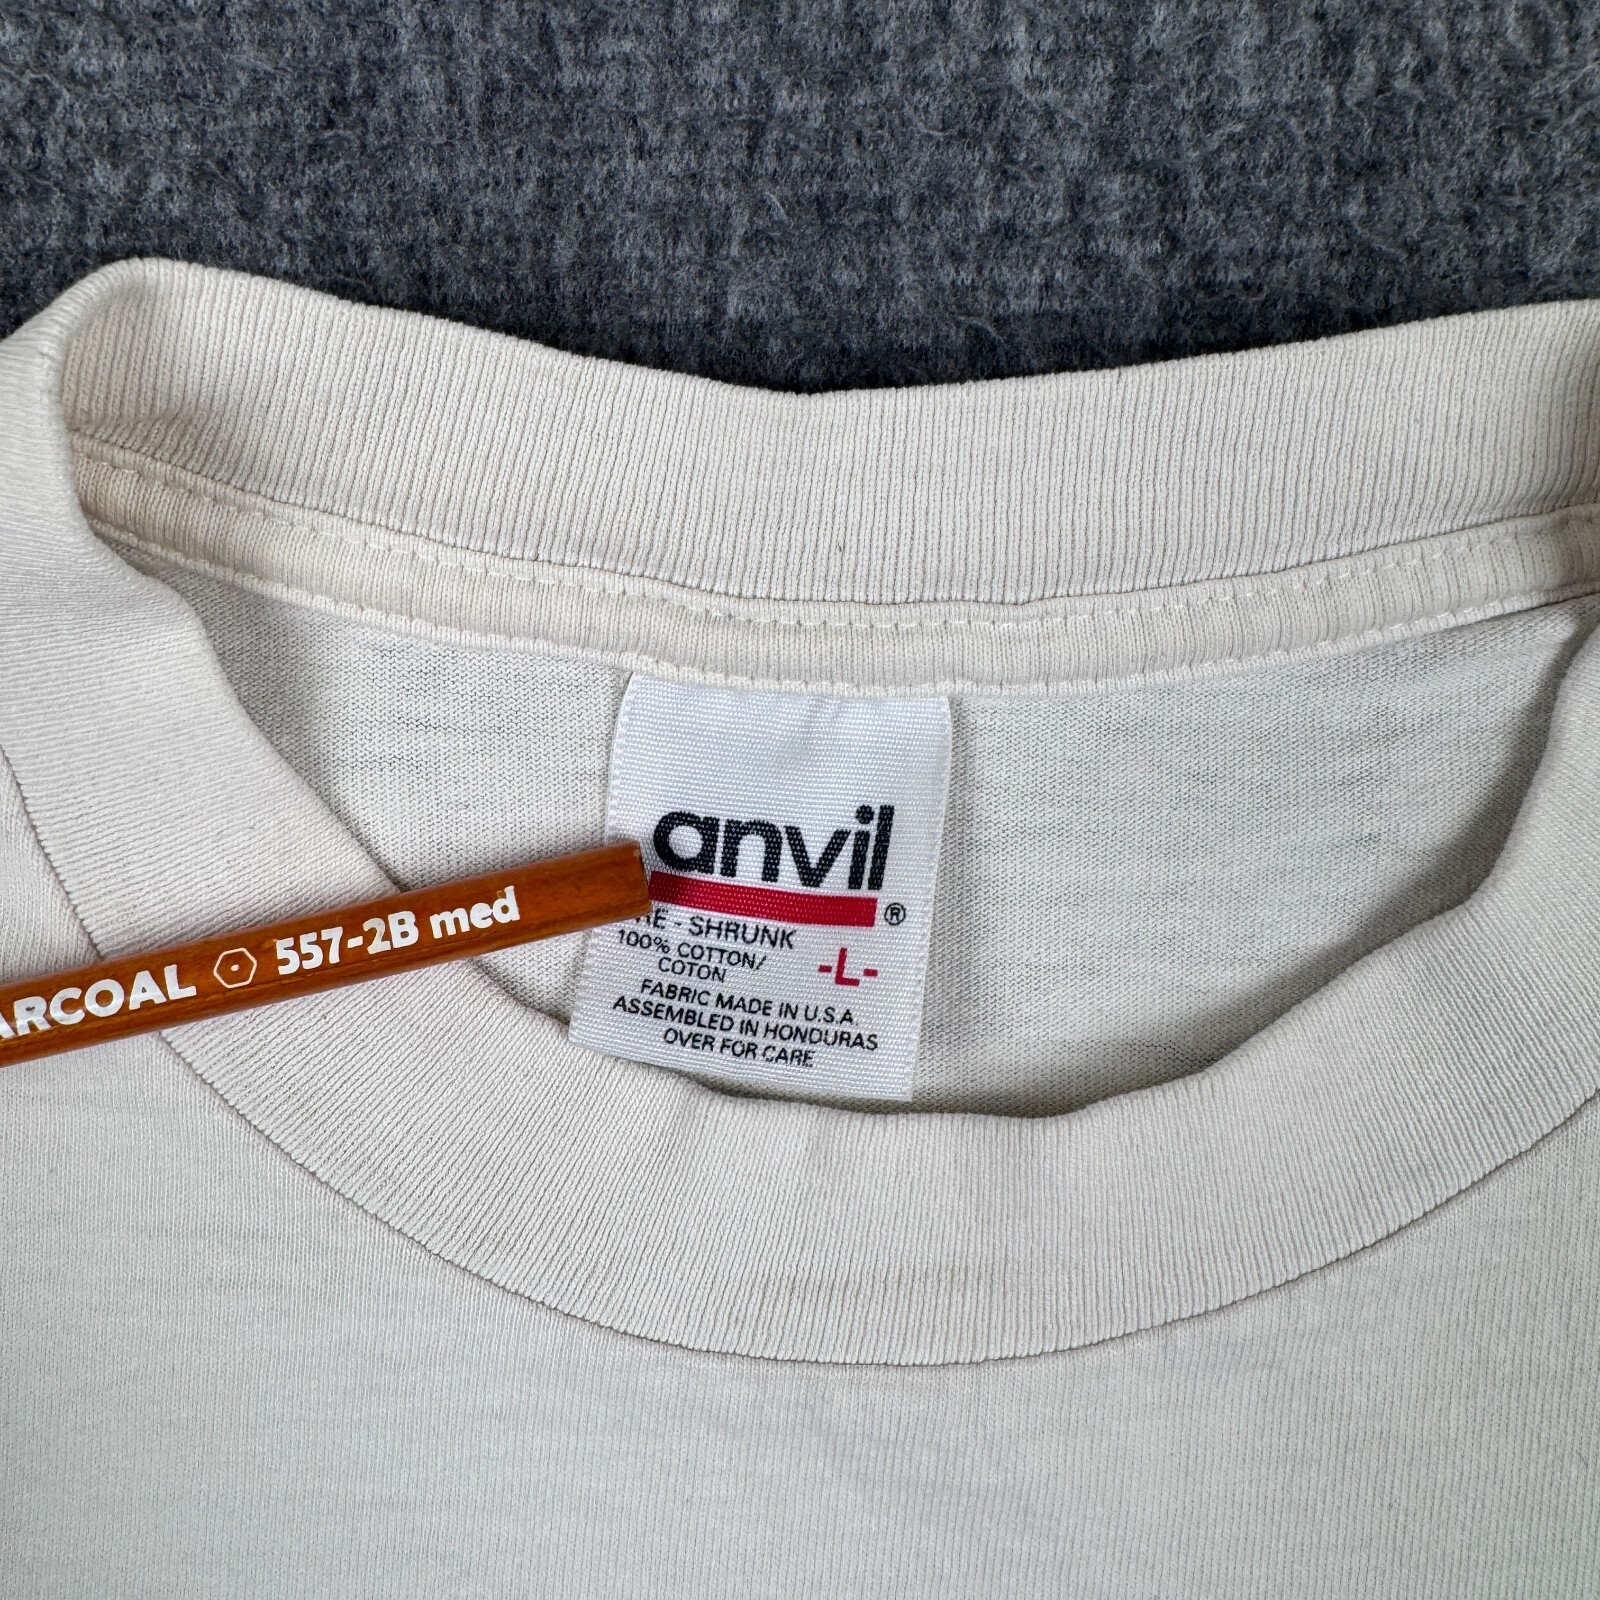 anvil
®
RE - SHRUNK
100% COTTON/
COTON
-L-
FABRIC MADE IN U.S.A.
ASSEMBLED IN HONDURAS
OVER FOR CARE
ARCOAL 557-2B med